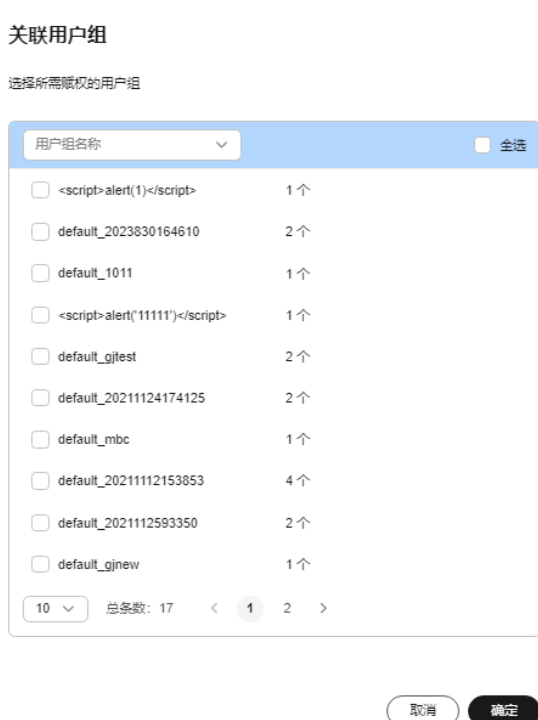 关联用户组
选择所需赋权的用户组
用户组名称 全选
<script>alert(1)</script> 1 个
default_2023830164610 2 个
default_1011 1 个
<script>alert('11111')</script> 1 个
default_gjtest 2 个
default_20211124174125 2 个
default_mbc 1 个
default_20211112153853 4 个
default_2021112593350 2 个
default_gjnew 1 个
10 总条数: 17 < 1 2 >
取消 确定